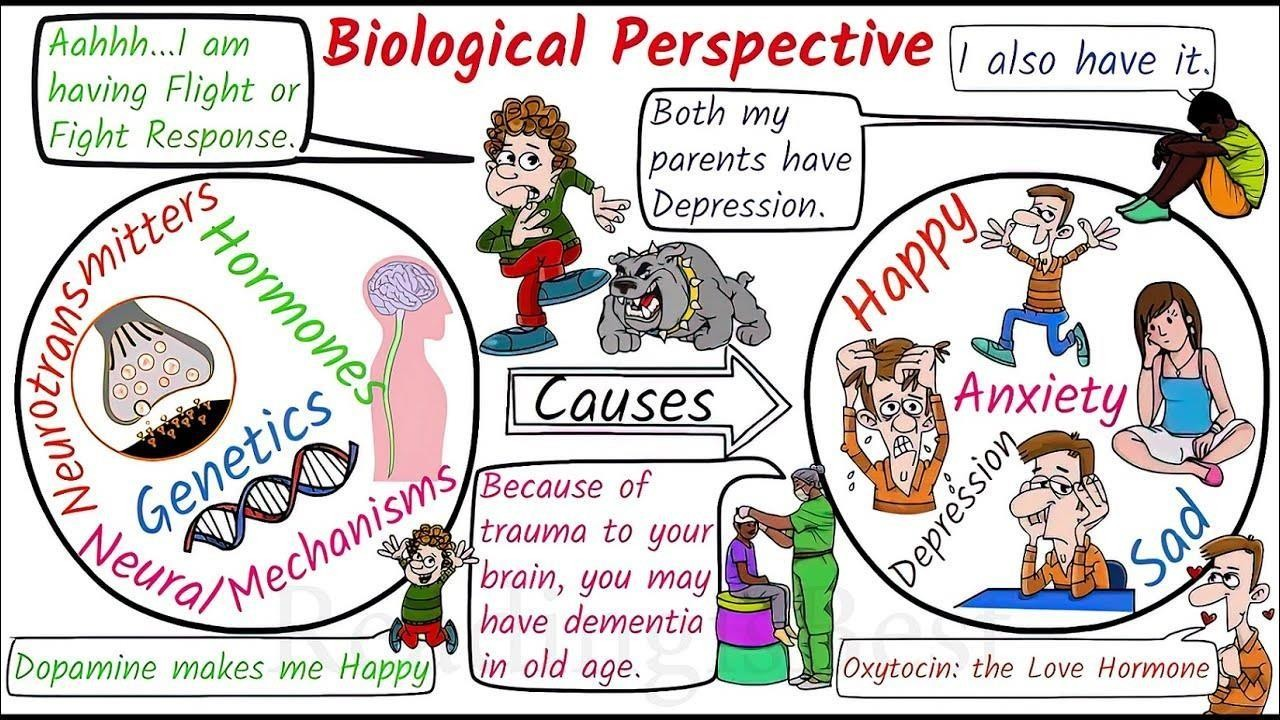 Biological Perspective
Aahhh...I am
having Flight or
Fight Response.
Both my
parents have
Depression.
I also have it.
Neurotransmitters
Hormones
Genetics
Neural Mechanisms
Causes
Happy
Anxiety
Depression
Sad
Because of
trauma to your
brain, you may
have dementia
in old age.
Dopamine makes me Happy
Oxytocin: the Love Hormone